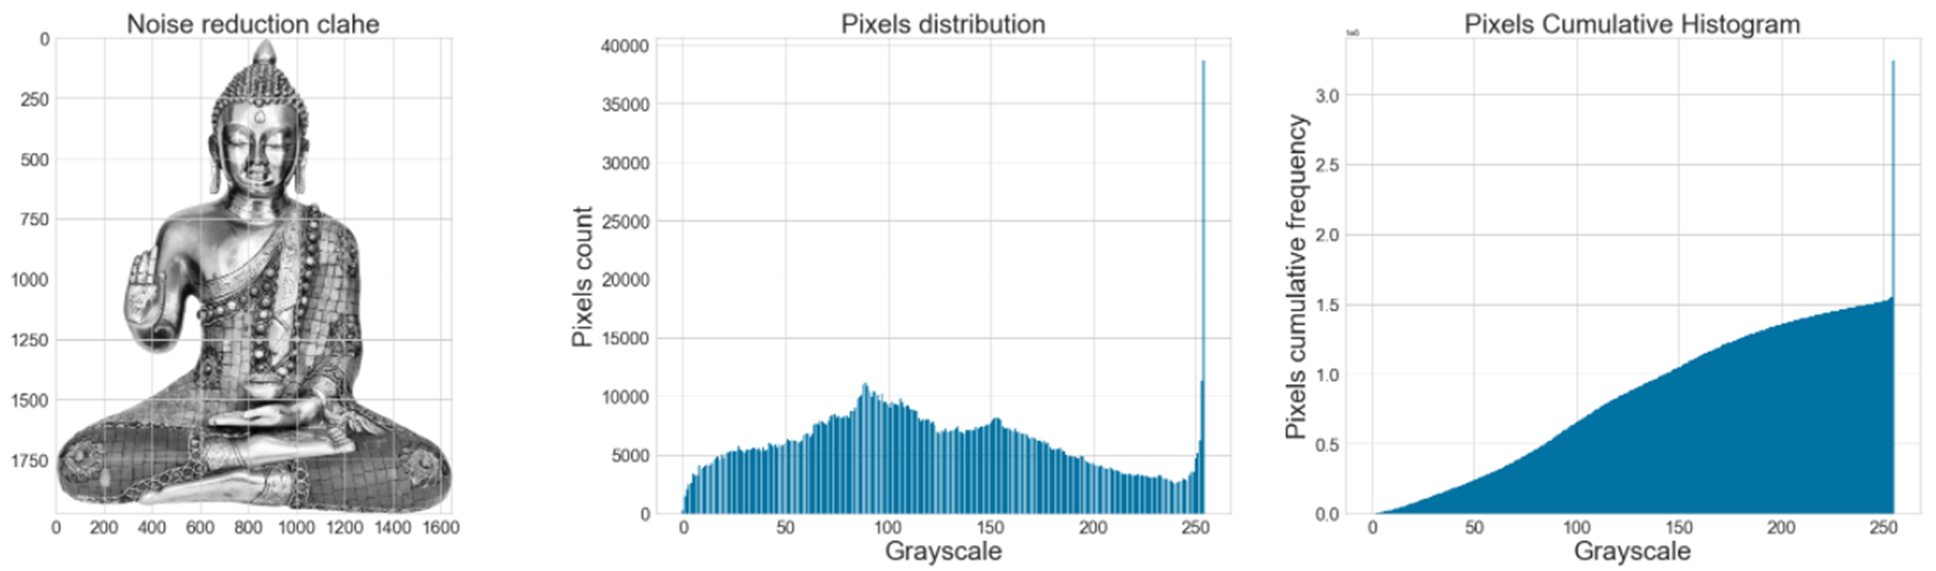 Noise reduction clahe
0
250
500
750
1000
1250
1500
1750
0 200 400 600 800 1000 1200 1400 1600
Pixels distribution
40000
35000
30000
25000
20000
15000
10000
5000
0
Pixels count
0 50 100 150 200 250
Grayscale
Pixels Cumulative Histogram
1e6
3.0
2.5
2.0
1.5
1.0
0.5
0.0
Pixels cumulative frequency
0 50 100 150 200 250
Grayscale